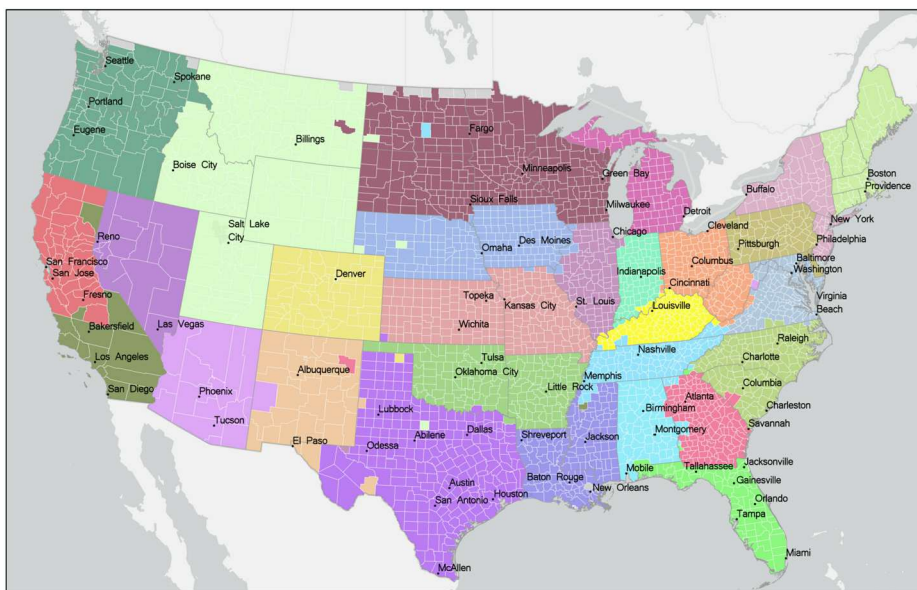 Seattle
Spokane
Portland
Eugene
Fargo
Billings
Minneapolis
Boise City
Green Bay
Boston
Providence
Buffalo
Sioux Falls
Milwaukee
Detroit
Salt Lake
City
Reno
Chicago
Cleveland
New York
Omaha
Des Moines
Pittsburgh
Philadelphia
San Francisco
San Jose
Denver
Indianapolis
Columbus
Baltimore
Washington
Cincinnati
Fresno
Topeka
Kansas City
St. Louis
Louisville
Virginia
Beach
Bakersfield
Las Vegas
Wichita
Raleigh
Nashville
Los Angeles
Tulsa
Charlotte
Albuquerque
Oklahoma City
Memphis
San Diego
Phoenix
Little Rock
Columbia
Atlanta
Tucson
Lubbock
Birmingham
Charleston
Dallas
Abilene
Montgomery
Savannah
El Paso
Odessa
Shreveport
Jackson
Jacksonville
Mobile
Tallahassee
Baton Rouge
Gainesville
Austin
New Orleans
San Antonio
Houston
Orlando
Tampa
Miami
McAllen